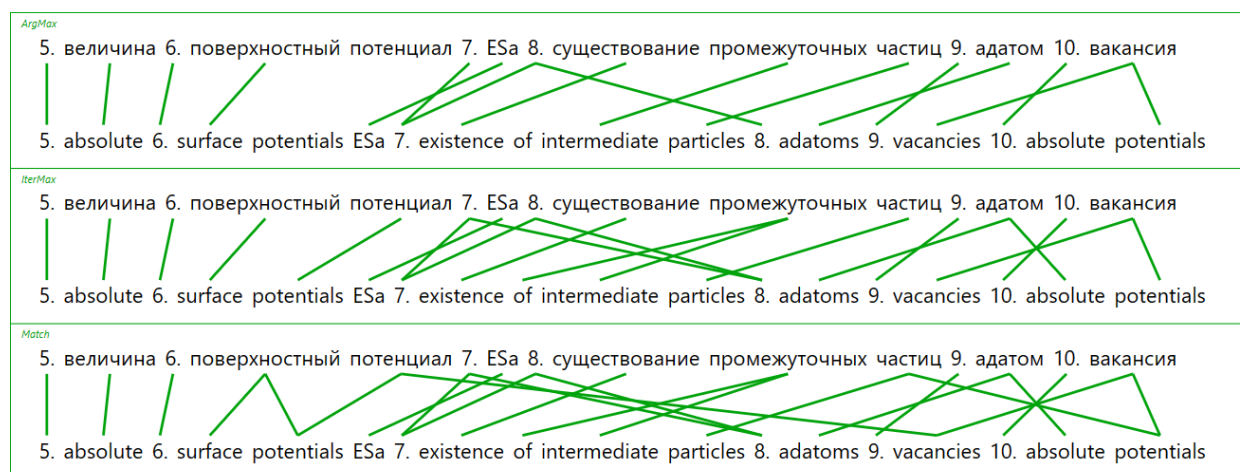 ArgMax
5. величина 6. поверхностный потенциал 7. ESa 8. существование промежуточных частиц 9. адатом 10. вакансия
5. absolute 6. surface potentials ESa 7. existence of intermediate particles 8. adatoms 9. vacancies 10. absolute potentials
IterMax
5. величина 6. поверхностный потенциал 7. ESa 8. существование промежуточных частиц 9. адатом 10. вакансия
5. absolute 6. surface potentials ESa 7. existence of intermediate particles 8. adatoms 9. vacancies 10. absolute potentials
Match
5. величина 6. поверхностный потенциал 7. ESa 8. существование промежуточных частиц 9. адатом 10. вакансия
5. absolute 6. surface potentials ESa 7. existence of intermediate particles 8. adatoms 9. vacancies 10. absolute potentials